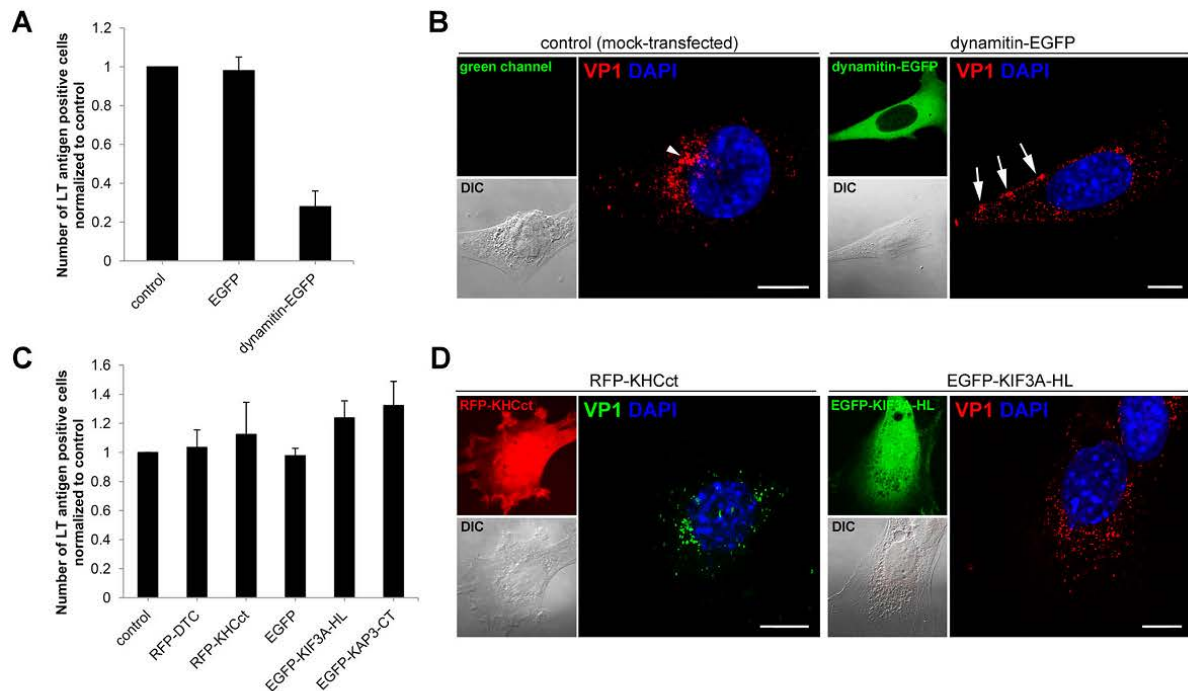 A
Number of LT antigen positive cells
normalized to control
1.2
1
0.8
0.6
0.4
0.2
0
control
EGFP
dynamitin-EGFP
B
control (mock-transfected)
dynamitin-EGFP
green channel
DIC
VP1 DAPI
dynamitin-EGFP
DIC
VP1 DAPI
C
Number of LT antigen positive cells
normalized to control
1.6
1.4
1.2
1
0.8
0.6
0.4
0.2
0
control
RFP-DTC
RFP-KHCct
EGFP
EGFP-KIF3A-HL
EGFP-KAP3-CT
D
RFP-KHCct
EGFP-KIF3A-HL
RFP-KHCct
DIC
VP1 DAPI
EGFP-KIF3A-HL
DIC
VP1 DAPI